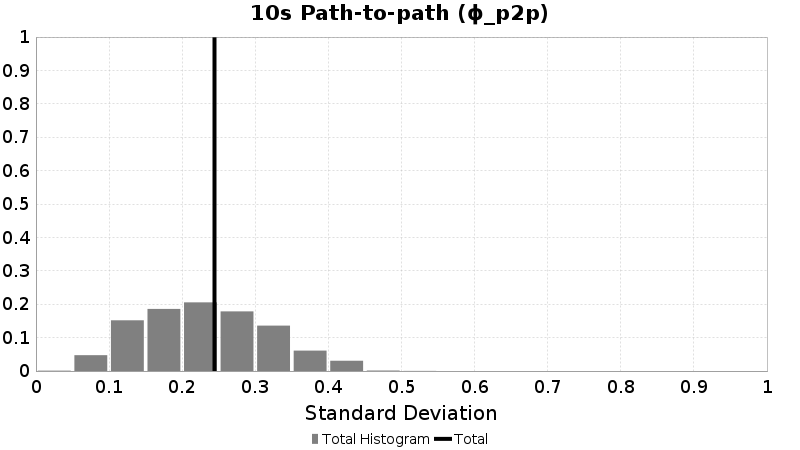 10s Path-to-path (ϕ_p2p)
1
0.9
0.8
0.7
0.6
0.5
0.4
0.3
0.2
0.1
0
0 0.1 0.2 0.3 0.4 0.5 0.6 0.7 0.8 0.9 1
Standard Deviation
Total Histogram Total